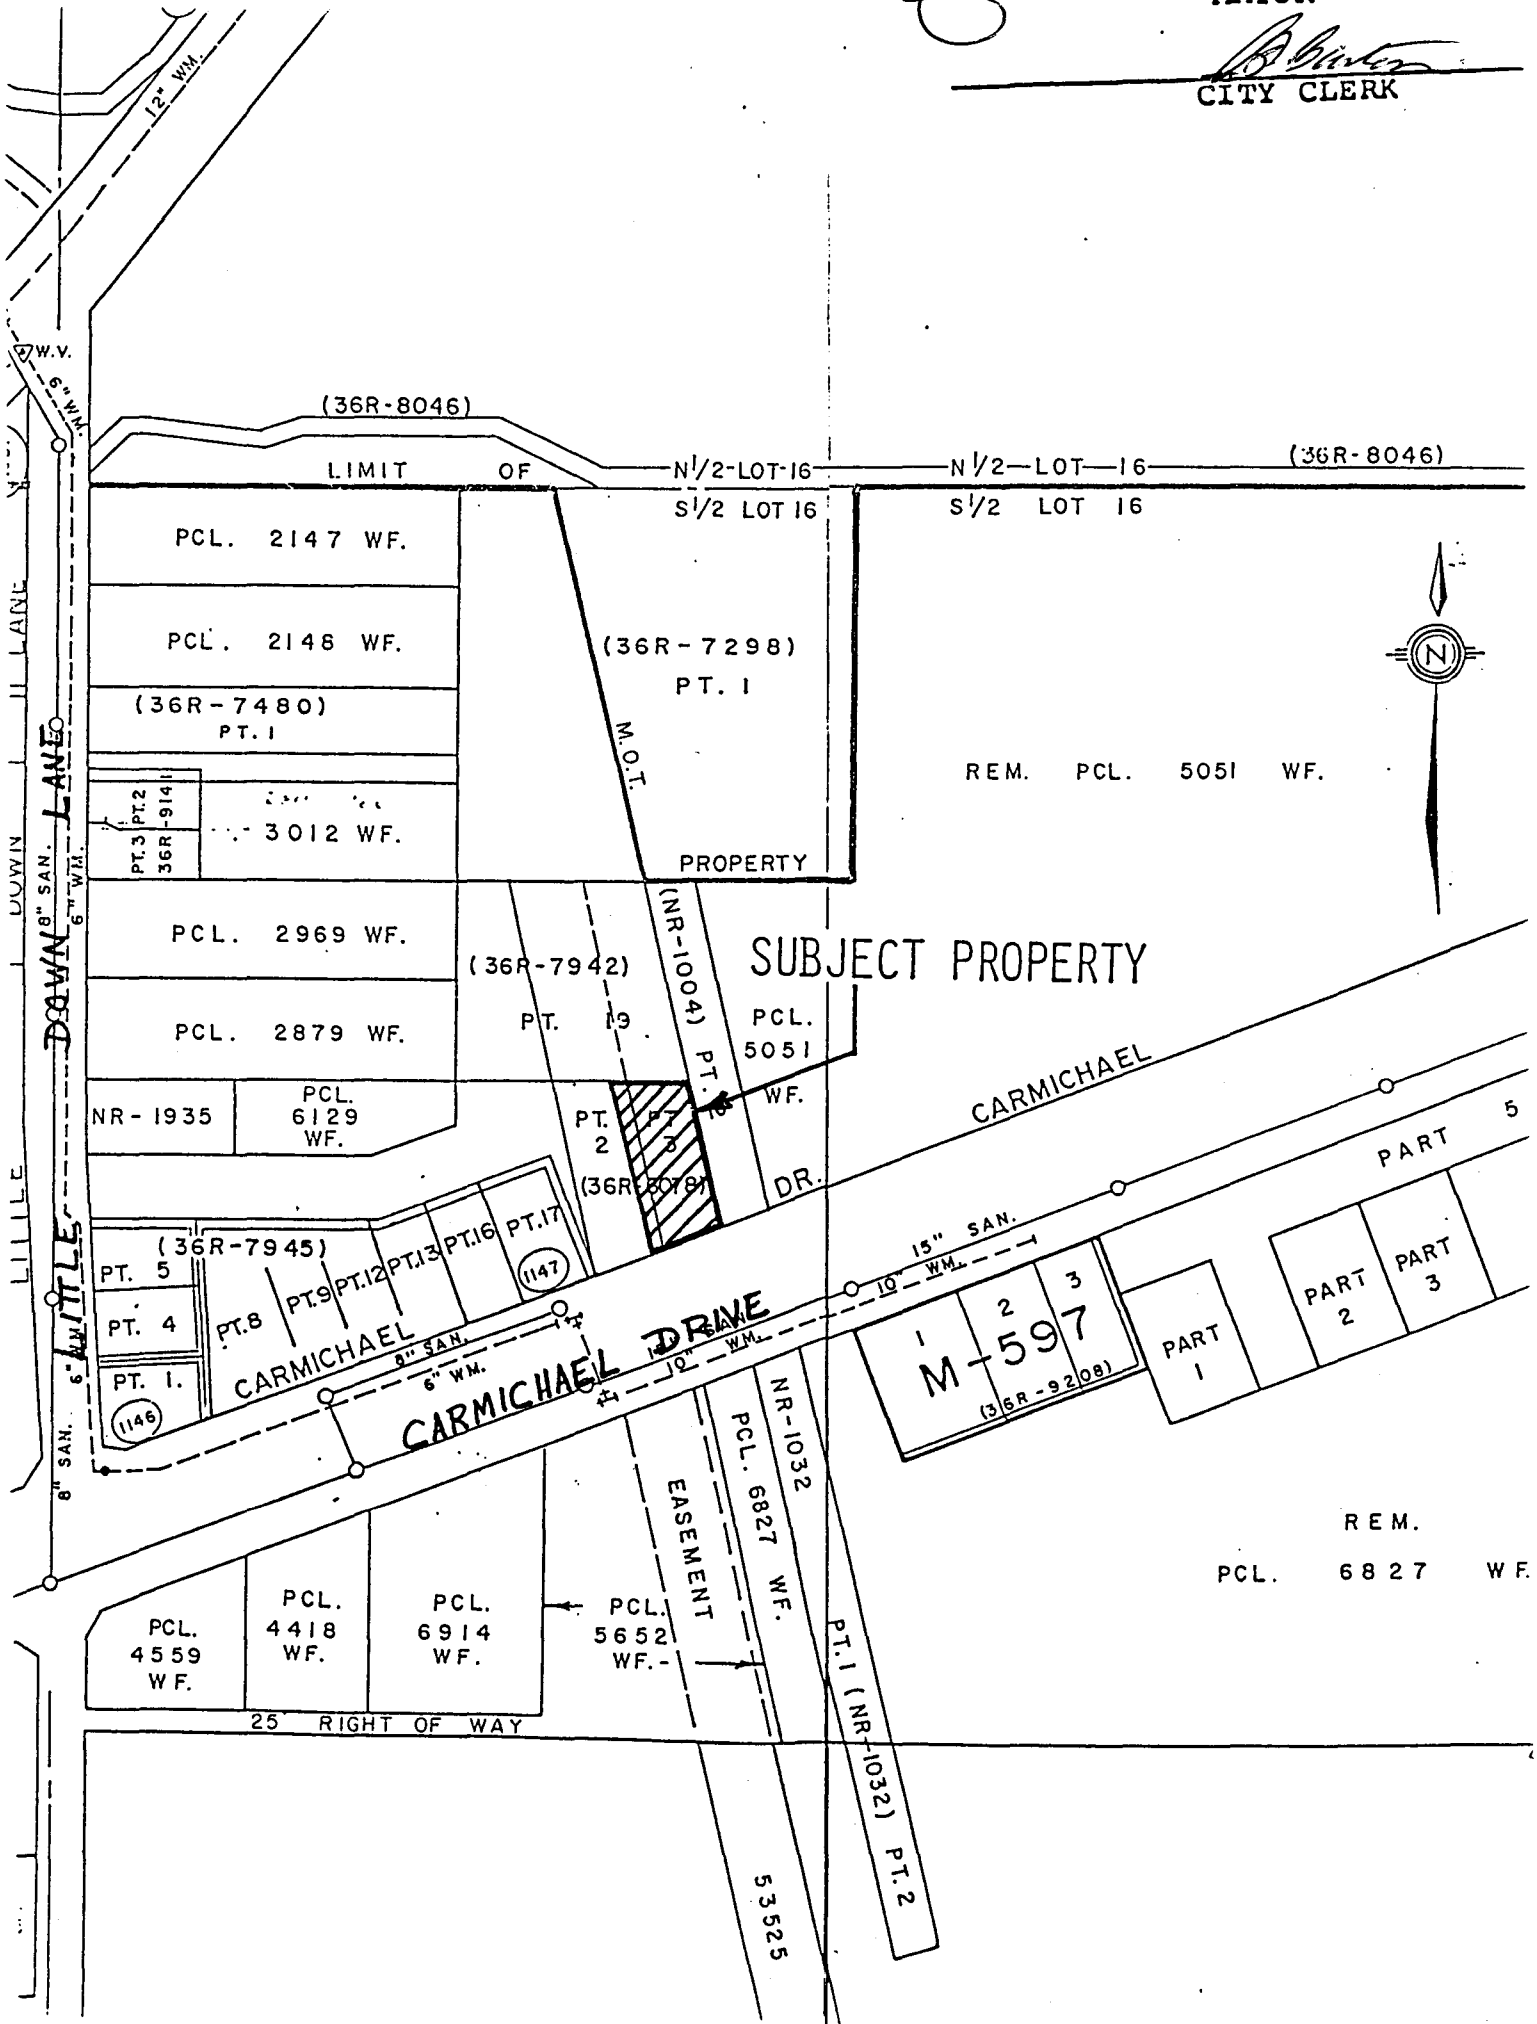 CITY CLERK
12" WM.
W.V.
6" WM.
(36R-8046)
LIMIT OF
N1/2-LOT-16
N1/2-LOT-16
(36R-8046)
S1/2 LOT 16
S1/2 LOT 16
PCL. 2147 WF.
PCL. 2148 WF.
(36R-7480)
PT. 1
(36R-7298)
PT. 1
M.O.T.
N
REM. PCL. 5051 WF.
PT.3 PT.2
36R-9141
3012 WF.
PROPERTY
8" SAN.
6" WM.
LITTLE DOWN LANE
PCL. 2969 WF.
(36R-7942)
(NR-1004) PT.
SUBJECT PROPERTY
PCL. 2879 WF.
PT. 19
PCL.
5051
WF.
NR-1935
PCL.
6129
WF.
PT.
2
PT
3
DR.
CARMICHAEL
PART 5
(36R-7945)
PT. 5
PT. 4
PT. 1.
1146
PT.8
PT.9
PT.12
PT.13
PT.16
PT.17
1147
CARMICHAEL
8" SAN.
6" WM.
CARMICHAEL DRIVE
10" WM.
15" SAN.
10" WM.
1
2
3
M-597
(36R-9208)
PART
1
PART
2
PART
3
8" SAN.
6" WM.
EASEMENT
PCL. 6827 WF.
NR-1032
PT.1 (NR-1032) PT.2
REM.
PCL. 6827 WF.
PCL.
4559
WF.
PCL.
4418
WF.
PCL.
6914
WF.
PCL.
5652
WF.-
25' RIGHT OF WAY
53525